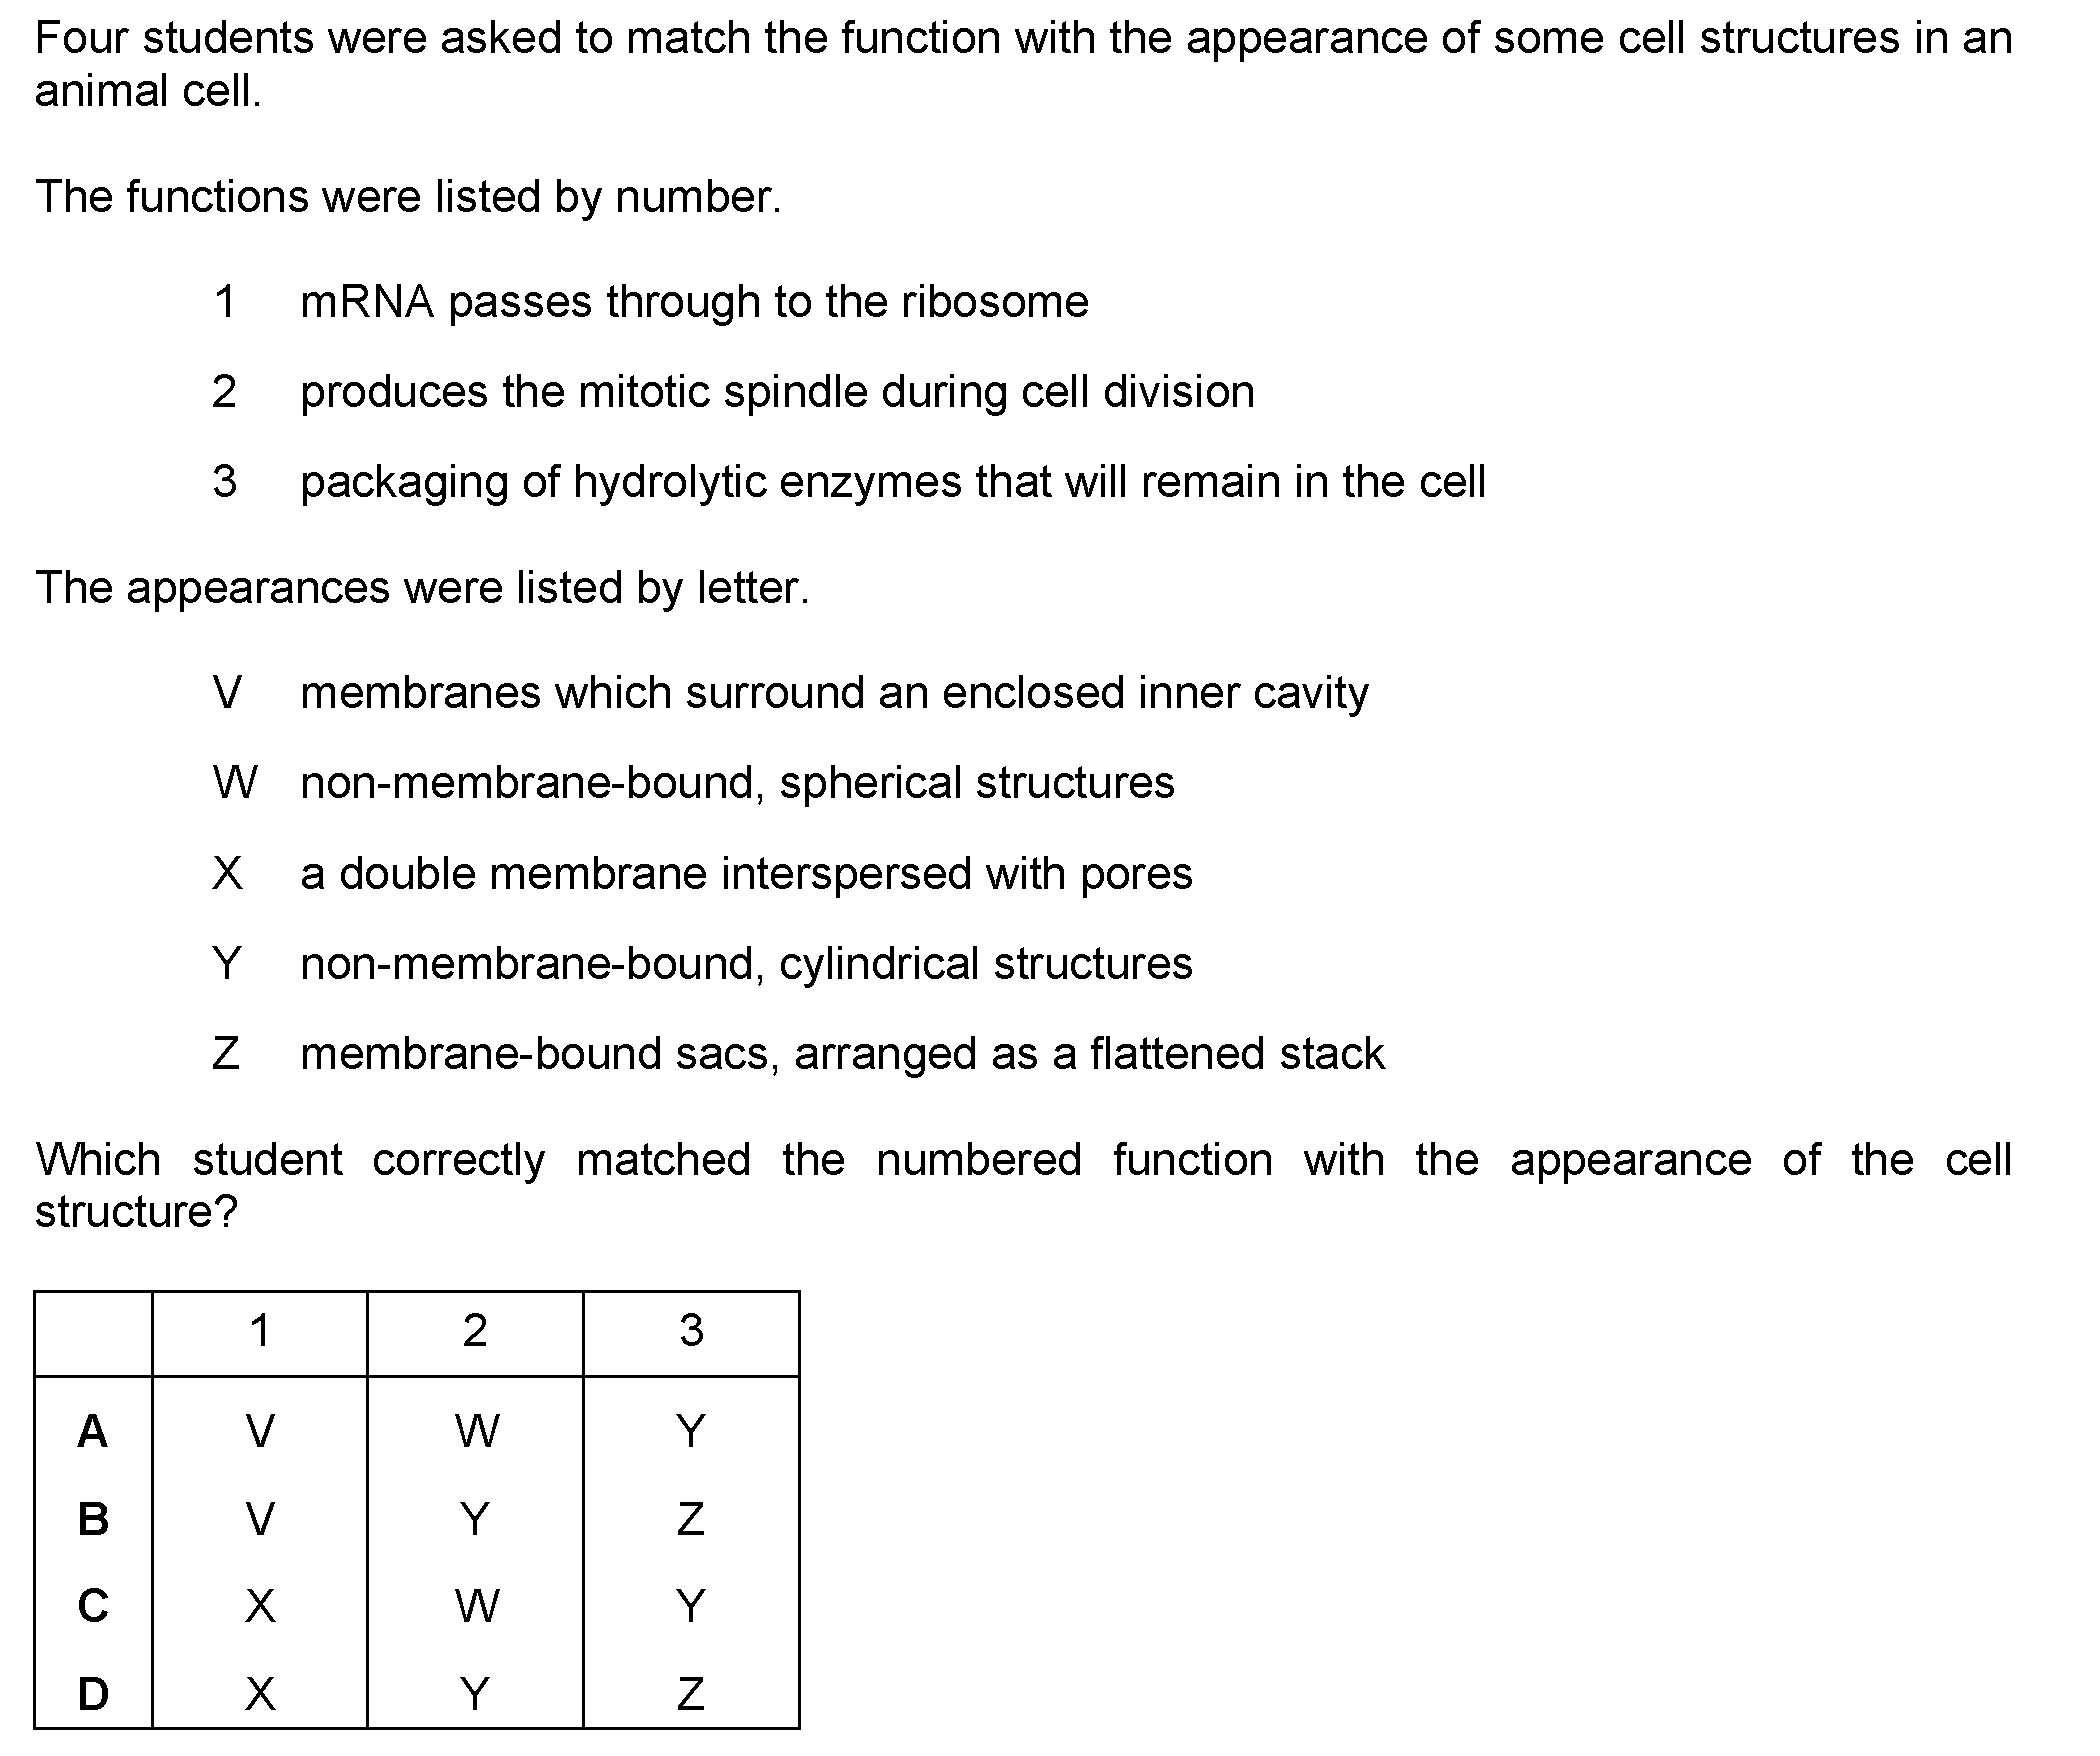 Four students were asked to match the function with the appearance of some cell structures in an
animal cell.
The functions were listed by number.
1 mRNA passes through to the ribosome
2 produces the mitotic spindle during cell division
3 packaging of hydrolytic enzymes that will remain in the cell
The appearances were listed by letter.
V membranes which surround an enclosed inner cavity
W non-membrane-bound, spherical structures
X a double membrane interspersed with pores
Y non-membrane-bound, cylindrical structures
Z membrane-bound sacs, arranged as a flattened stack
Which student correctly matched the numbered function with the appearance of the cell
structure?
1 2 3
A V W Y
B V Y Z
C X W Y
D X Y Z